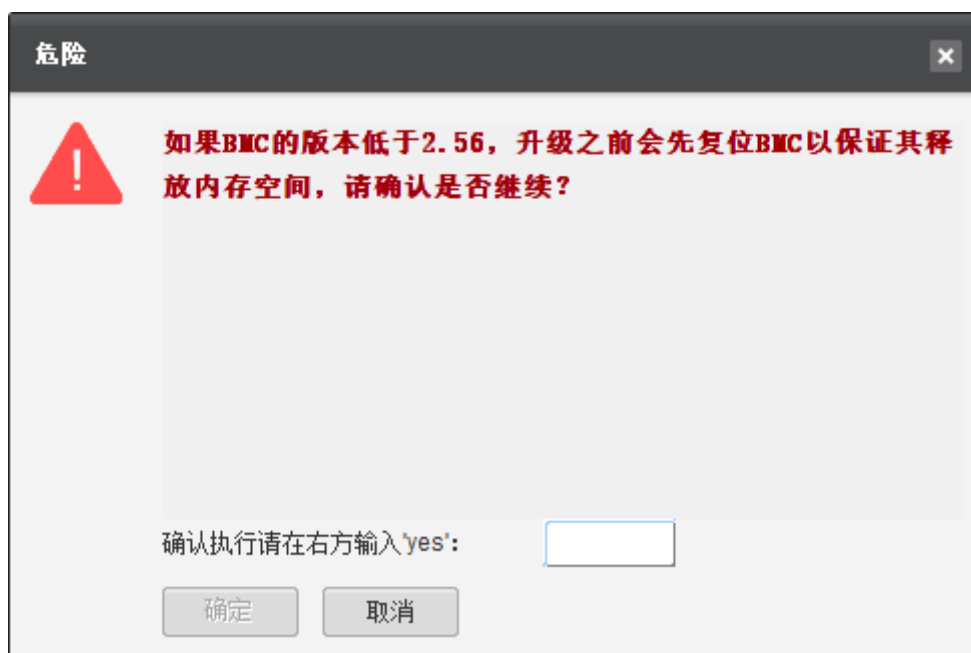 危险
如果BMC的版本低于2.56，升级之前会先复位BMC以保证其释
放内存空间，请确认是否继续？
确认执行请在右方输入'yes'：
确定
取消